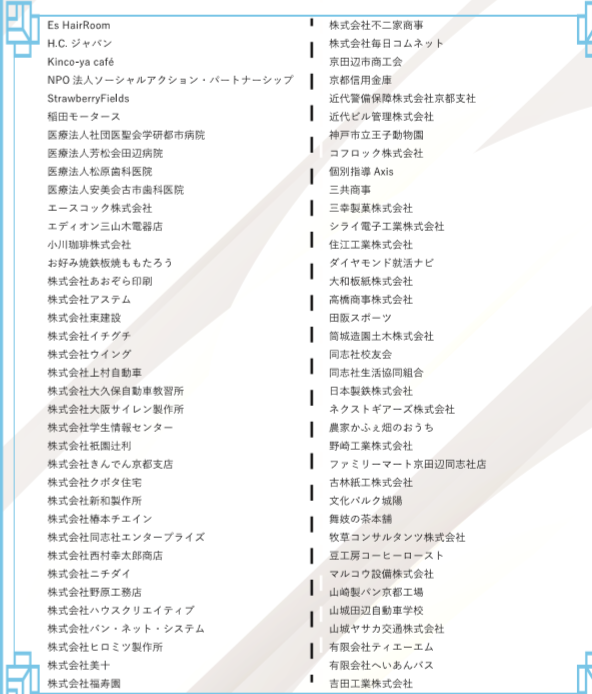 Es HairRoom
H.C. ジャパン
Kinco-ya café
NPO 法人ソーシャルアクション・パートナーシップ
StrawberryFields
稲田モータース
医療法人社団医聖会学研都市病院
医療法人芳松会田辺病院
医療法人松原歯科医院
医療法人安美会古市歯科医院
エースコック株式会社
エディオン三山木電器店
小川珈琲株式会社
お好み焼鉄板焼ももたろう
株式会社あおぞら印刷
株式会社アステム
株式会社東建設
株式会社イチグチ
株式会社ウイング
株式会社上村自動車
株式会社大久保自動車教習所
株式会社大阪サイレン製作所
株式会社学生情報センター
株式会社祇園辻利
株式会社きんでん京都支店
株式会社クボタ住宅
株式会社新和製作所
株式会社椿本チエイン
株式会社同志社エンタープライズ
株式会社西村幸太郎商店
株式会社ニチダイ
株式会社野原工務店
株式会社ハウスクリエイティブ
株式会社バン・ネット・システム
株式会社ヒロミツ製作所
株式会社美十
株式会社福寿園
株式会社不二家商事
株式会社毎日コムネット
京田辺市商工会
京都信用金庫
近代警備保障株式会社京都支社
近代ビル管理株式会社
神戸市立王子動物園
コフロック株式会社
個別指導 Axis
三共商事
三幸製菓株式会社
シライ電子工業株式会社
住江工業株式会社
ダイヤモンド就活ナビ
大和板紙株式会社
高橋商事株式会社
田阪スポーツ
筒城造園土木株式会社
同志社校友会
同志社生活協同組合
日本製鉄株式会社
ネクストギアーズ株式会社
農家かふぇ畑のおうち
野崎工業株式会社
ファミリーマート京田辺同志社店
古林紙工株式会社
文化パルク城陽
舞妓の茶本舗
牧草コンサルタンツ株式会社
豆工房コーヒーロースト
マルコウ設備株式会社
山崎製パン京都工場
山城田辺自動車学校
山城ヤサカ交通株式会社
有限会社ティエーエム
有限会社へいあんバス
吉田工業株式会社